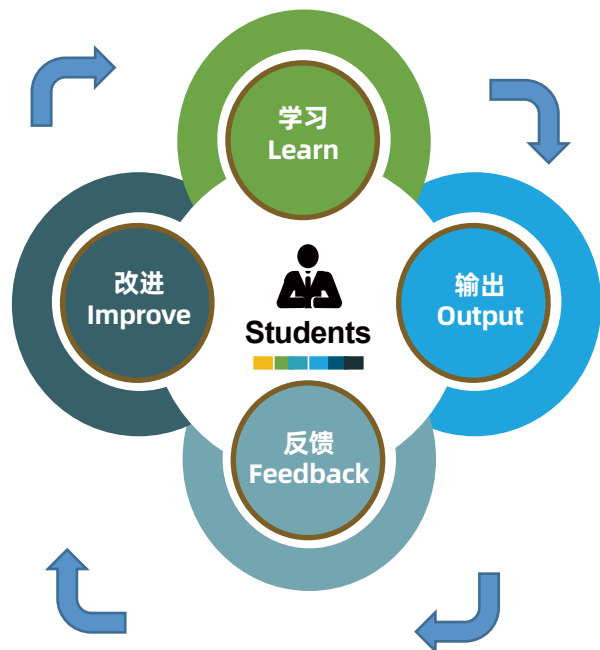 学习
Learn
改进
Improve
输出
Output
Students
反馈
Feedback